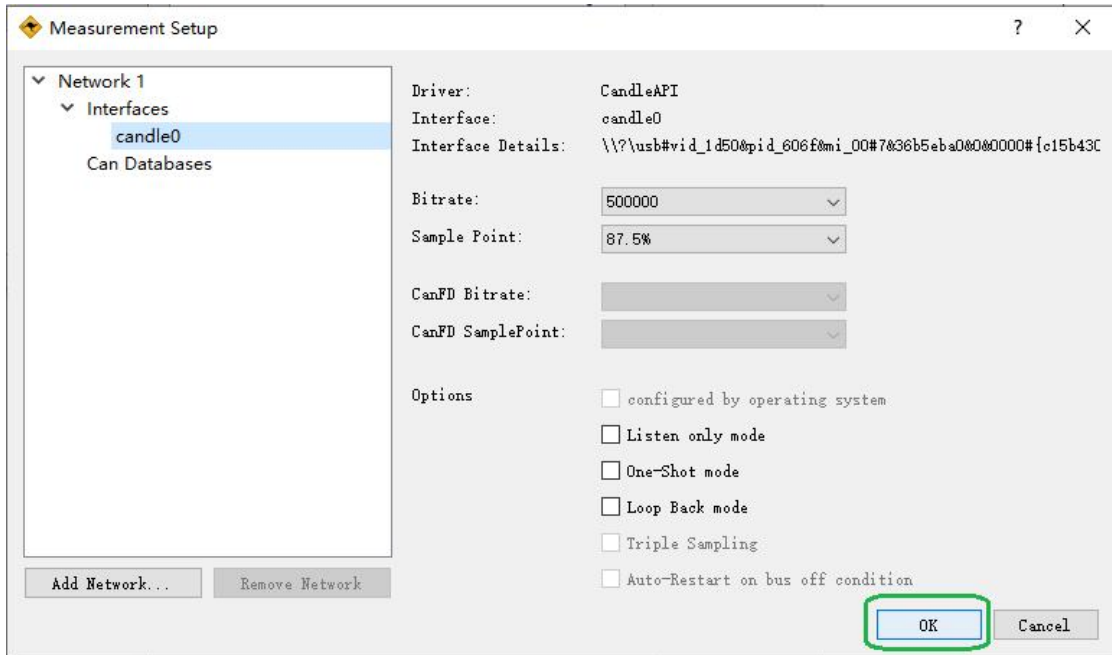 Measurement Setup
?
Network 1
Interfaces
candle0
Can Databases
Driver: CandleAPI
Interface: candle0
Interface Details: \\?\usb#vid_1d50&pid_606f&mi_00#7&36b5eba0&0&0000#{c15b430
Bitrate: 500000
Sample Point: 87.5%
CanFD Bitrate:
CanFD SamplePoint:
Options
configured by operating system
Listen only mode
One-Shot mode
Loop Back mode
Triple Sampling
Auto-Restart on bus off condition
Add Network... Remove Network
OK Cancel